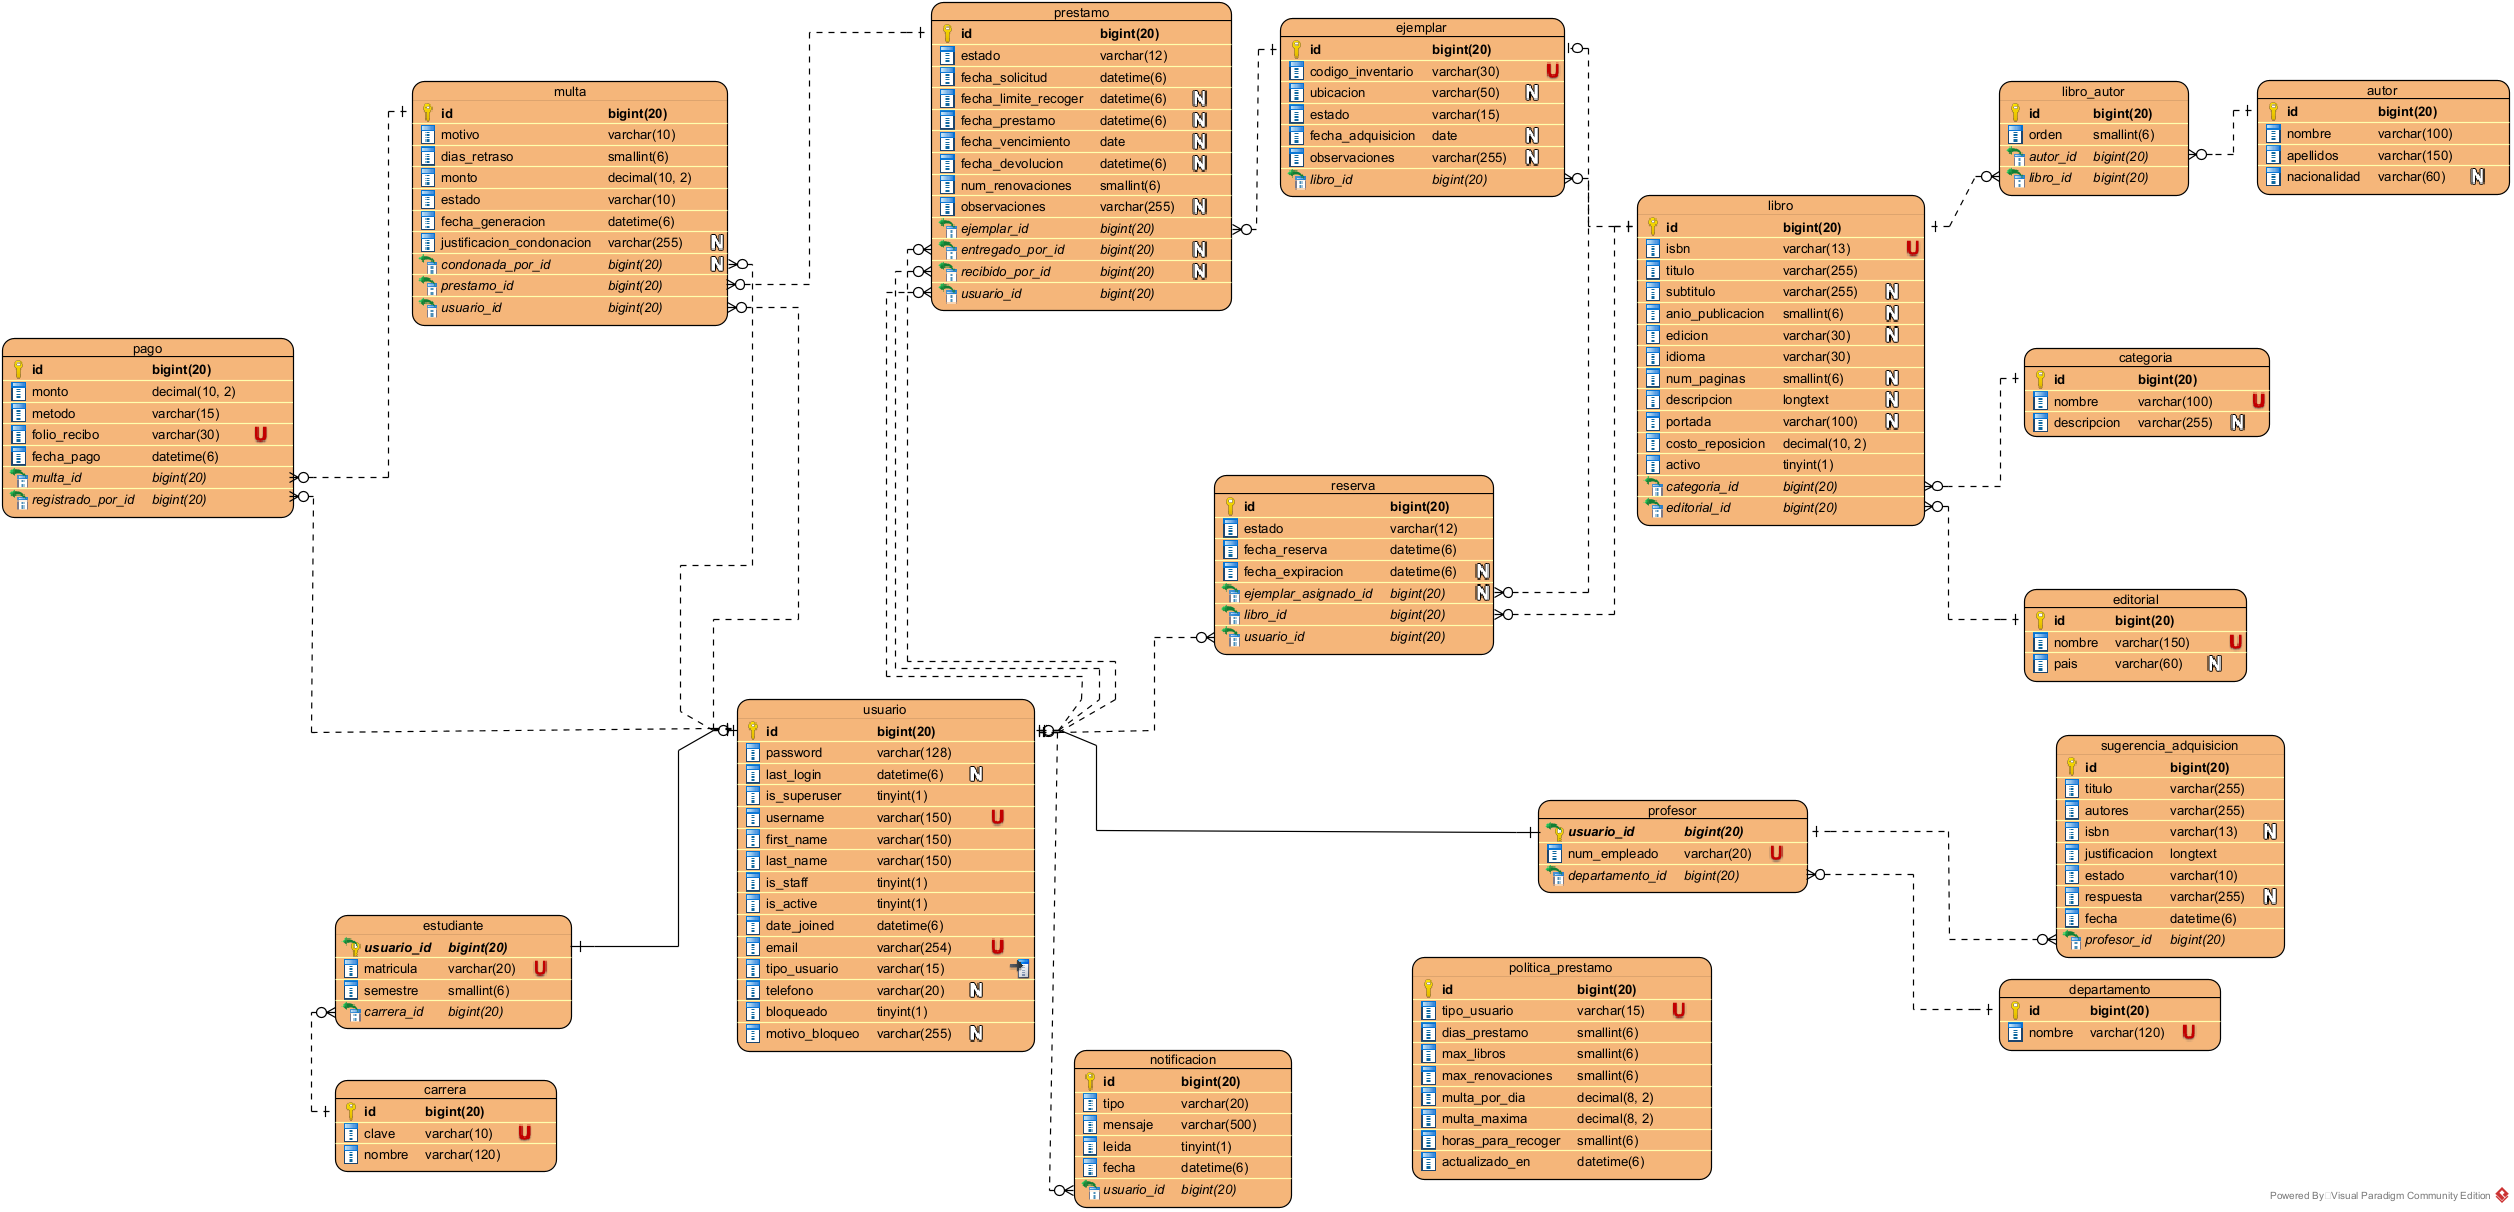 prestamo
id bigint(20)
estado varchar(12)
fecha_solicitud datetime(6)
fecha_limite_recoger datetime(6) N
fecha_prestamo datetime(6) N
fecha_vencimiento date N
fecha_devolucion datetime(6) N
num_renovaciones smallint(6)
observaciones varchar(255) N
ejemplar_id bigint(20)
entregado_por_id bigint(20) N
recibido_por_id bigint(20) N
usuario_id bigint(20)
ejemplar
id bigint(20)
codigo_inventario varchar(30) U
ubicacion varchar(50) N
estado varchar(15)
fecha_adquisicion date N
observaciones varchar(255) N
libro_id bigint(20)
multa
id bigint(20)
motivo varchar(10)
dias_retraso smallint(6)
monto decimal(10, 2)
estado varchar(10)
fecha_generacion datetime(6)
justificacion_condonacion varchar(255) N
condonada_por_id bigint(20) N
prestamo_id bigint(20)
usuario_id bigint(20)
libro_autor
id bigint(20)
orden smallint(6)
autor_id bigint(20)
libro_id bigint(20)
autor
id bigint(20)
nombre varchar(100)
apellidos varchar(150)
nacionalidad varchar(60) N
libro
id bigint(20)
isbn varchar(13) U
titulo varchar(255)
subtitulo varchar(255) N
anio_publicacion smallint(6) N
edicion varchar(30) N
idioma varchar(30)
num_paginas smallint(6) N
descripcion longtext N
portada varchar(100) N
costo_reposicion decimal(10, 2)
activo tinyint(1)
categoria_id bigint(20)
editorial_id bigint(20)
pago
id bigint(20)
monto decimal(10, 2)
metodo varchar(15)
folio_recibo varchar(30) U
fecha_pago datetime(6)
multa_id bigint(20)
registrado_por_id bigint(20)
categoria
id bigint(20)
nombre varchar(100) U
descripcion varchar(255) N
reserva
id bigint(20)
estado varchar(12)
fecha_reserva datetime(6)
fecha_expiracion datetime(6) N
ejemplar_asignado_id bigint(20) N
libro_id bigint(20)
usuario_id bigint(20)
editorial
id bigint(20)
nombre varchar(150) U
pais varchar(60) N
usuario
id bigint(20)
password varchar(128)
last_login datetime(6) N
is_superuser tinyint(1)
username varchar(150) U
first_name varchar(150)
last_name varchar(150)
is_staff tinyint(1)
is_active tinyint(1)
date_joined datetime(6)
email varchar(254) U
tipo_usuario varchar(15)
telefono varchar(20) N
bloqueado tinyint(1)
motivo_bloqueo varchar(255) N
sugerencia_adquisicion
id bigint(20)
titulo varchar(255)
autores varchar(255)
isbn varchar(13) N
justificacion longtext
estado varchar(10)
respuesta varchar(255) N
fecha datetime(6)
profesor_id bigint(20)
profesor
usuario_id bigint(20)
num_empleado varchar(20) U
departamento_id bigint(20)
estudiante
usuario_id bigint(20)
matricula varchar(20) U
semestre smallint(6)
carrera_id bigint(20)
politica_prestamo
id bigint(20)
tipo_usuario varchar(15) U
dias_prestamo smallint(6)
max_libros smallint(6)
max_renovaciones smallint(6)
multa_por_dia decimal(8, 2)
multa_maxima decimal(8, 2)
horas_para_recoger smallint(6)
actualizado_en datetime(6)
departamento
id bigint(20)
nombre varchar(120) U
notificacion
id bigint(20)
tipo varchar(20)
mensaje varchar(500)
leida tinyint(1)
fecha datetime(6)
usuario_id bigint(20)
carrera
id bigint(20)
clave varchar(10) U
nombre varchar(120)
Powered By Visual Paradigm Community Edition